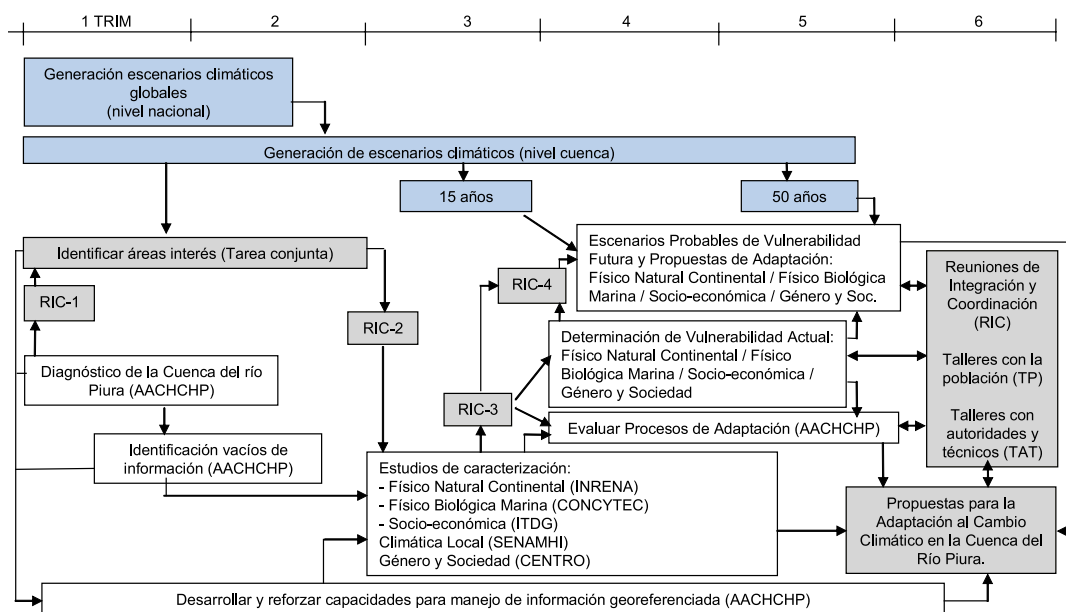 1 TRIM
2
3
4
5
6
Generación escenarios climáticos
globales
(nivel nacional)
Generación de escenarios climáticos (nivel cuenca)
15 años
50 años
Identificar áreas interés (Tarea conjunta)
Escenarios Probables de Vulnerabilidad
Futura y Propuestas de Adaptación:
Físico Natural Continental / Físico Biológica
Marina / Socio-económica / Género y Soc.
RIC-1
RIC-2
RIC-4
Reuniones de
Integración y
Coordinación
(RIC)
Talleres con la
población (TP)
Talleres con
autoridades y
técnicos (TAT)
Diagnóstico de la Cuenca del río
Piura (AACHCHP)
Determinación de Vulnerabilidad Actual:
Físico Natural Continental / Físico
Biológica Marina / Socio-económica /
Género y Sociedad
RIC-3
Evaluar Procesos de Adaptación (AACHCHP)
Identificación vacíos de
información (AACHCHP)
Estudios de caracterización:
- Físico Natural Continental (INRENA)
- Físico Biológica Marina (CONCYTEC)
- Socio-económica (ITDG)
Climática Local (SENAMHI)
Género y Sociedad (CENTRO)
Propuestas para la
Adaptación al Cambio
Climático en la Cuenca del
Río Piura.
Desarrollar y reforzar capacidades para manejo de información georeferenciada (AACHCHP)